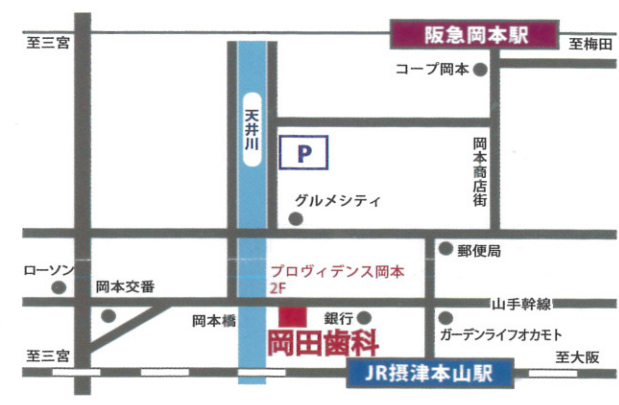 阪急岡本駅
至三宮
至梅田
コープ岡本
天井川
P
岡本商店街
グルメシティ
郵便局
ローソン
岡本交番
プロヴィデンス岡本
2F
山手幹線
岡本橋
銀行
ガーデンライフオカモト
岡田歯科
至三宮
至大阪
JR摂津本山駅